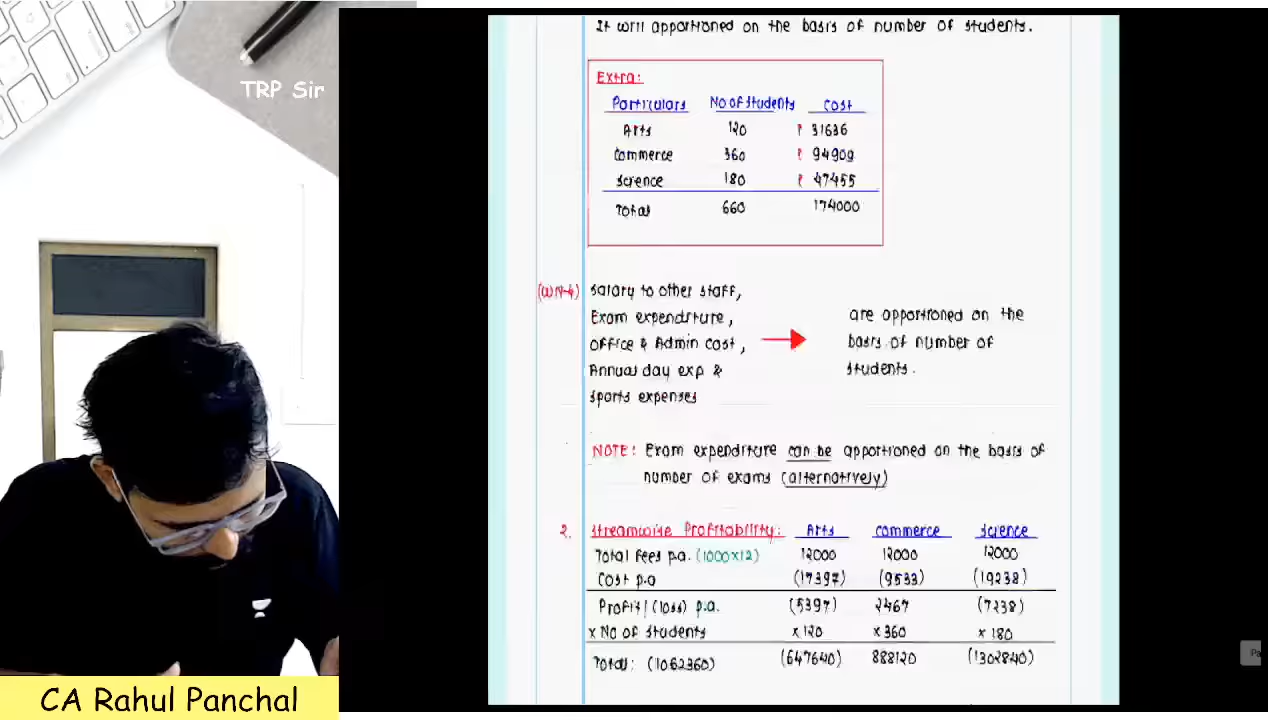 TRP Sir
CA Rahul Panchal
It will apportioned on the basis of number of students.
Extra:
Particulars No of students Cost
Arts 120 ₹ 31636
Commerce 360 ₹ 94909
Science 180 ₹ 47455
Total 660 174000
(WN-4) Salary to other staff,
Exam expenditure,
Office & Admin cost,
Annual day exp &
Sports expenses
are apportioned on the
basis of number of
students.
NOTE: Exam expenditure can be apportioned on the basis of
number of exams (alternatively)
2. Streamwise Profitability: Arts Commerce Science
Total Fees p.a. (1000x12) 12000 12000 12000
Cost p.a (17397) (9533) (19238)
Profit/(loss) p.a. (5397) 2467 (7238)
x No of students x 120 x 360 x 180
Total: (1062360) (647640) 888120 (1302840)